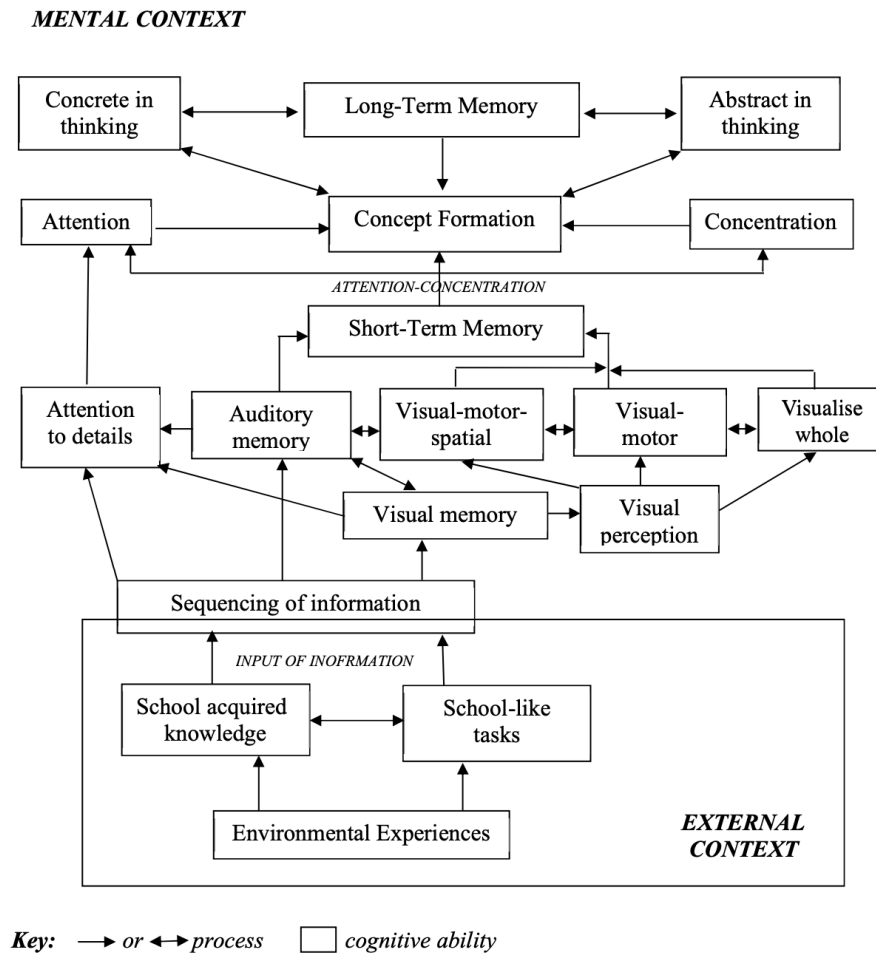 MENTAL CONTEXT
Concrete in
thinking
Long-Term Memory
Abstract in
thinking
Attention
Concept Formation
Concentration
ATTENTION-CONCENTRATION
Short-Term Memory
Attention
to details
Auditory
memory
Visual-motor-
spatial
Visual-
motor
Visualise
whole
Visual memory
Visual
perception
Sequencing of information
INPUT OF INOFRMATION
School acquired
knowledge
School-like
tasks
Environmental Experiences
EXTERNAL
CONTEXT
Key: or process cognitive ability